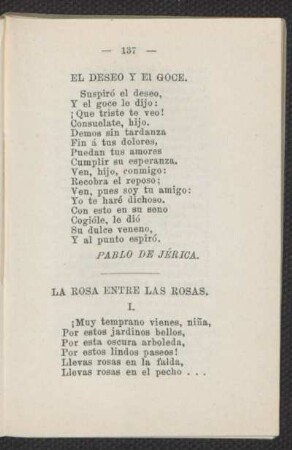 — 137 —
EL DESEO Y El GOCE.
Suspiró el deseo,
Y el goce le dijo:
¡Que triste te veo!
Consuelate, hijo.
Demos sin tardanza
Fin á tus dolores,
Puedan tus amores
Cumplir su esperanza.
Ven, hijo, conmigo:
Recobra el reposo;
Ven, pues soy tu amigo:
Yo te haré dichoso.
Con esto en su seno
Cogióle, le dió
Su dulce veneno,
Y al punto espiró.
PABLO DE JÉRICA.
LA ROSA ENTRE LAS ROSAS.
I.
¡Muy temprano vienes, niña,
Por estos jardinos bellos,
Por esta oscura arboleda,
Por estos lindos paseos!
Llevas rosas en la falda,
Llevas rosas en el pecho . . .